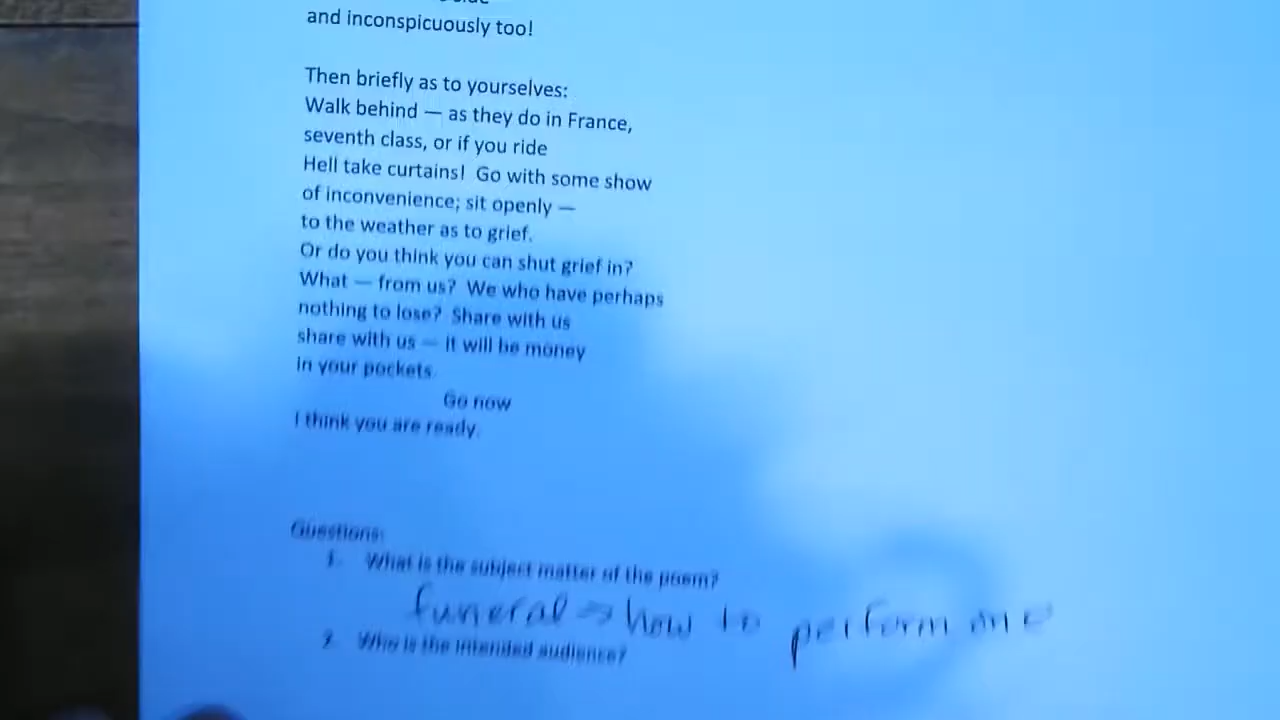 and inconspicuously too!
Then briefly as to yourselves:
Walk behind — as they do in France,
seventh class, or if you ride
Hell take curtains! Go with some show
of inconvenience; sit openly —
to the weather as to grief.
Or do you think you can shut grief in?
What — from us? We who have perhaps
nothing to lose? Share with us
share with us — it will be money
in your pockets.
Go now
I think you are ready.
Questions:
1. What is the subject matter of the poem?
funeral → how to perform one
2. Who is the intended audience?